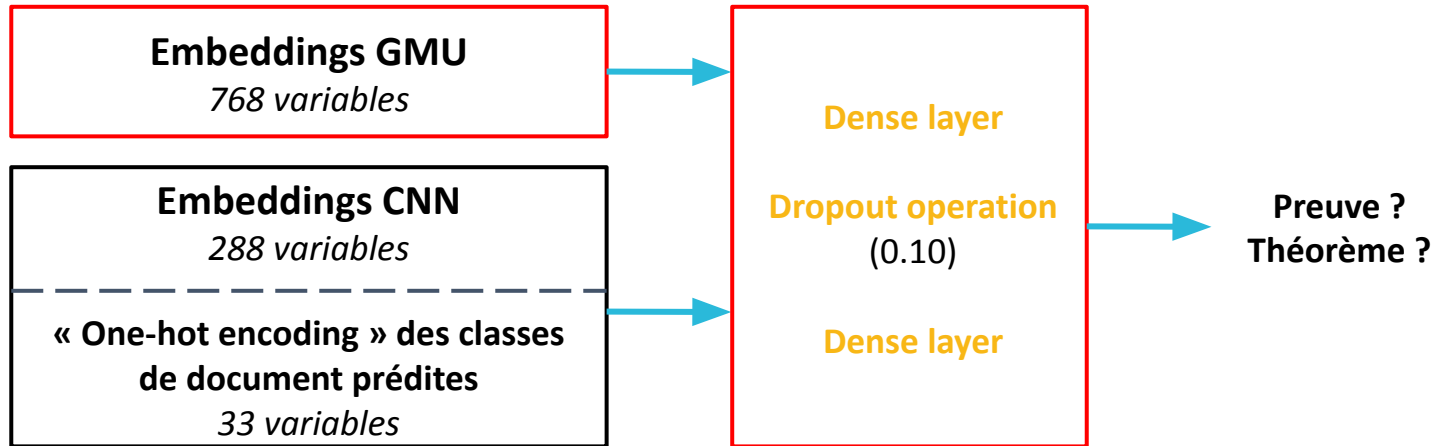 Embeddings GMU
768 variables
Embeddings CNN
288 variables
« One-hot encoding » des classes
de document prédites
33 variables
Dense layer
Dropout operation
(0.10)
Dense layer
Preuve ?
Théorème ?